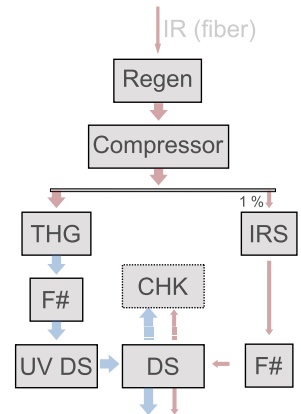 IR (fiber)
Regen
Compressor
1 %
THG
IRS
F#
CHK
UV DS
DS
F#